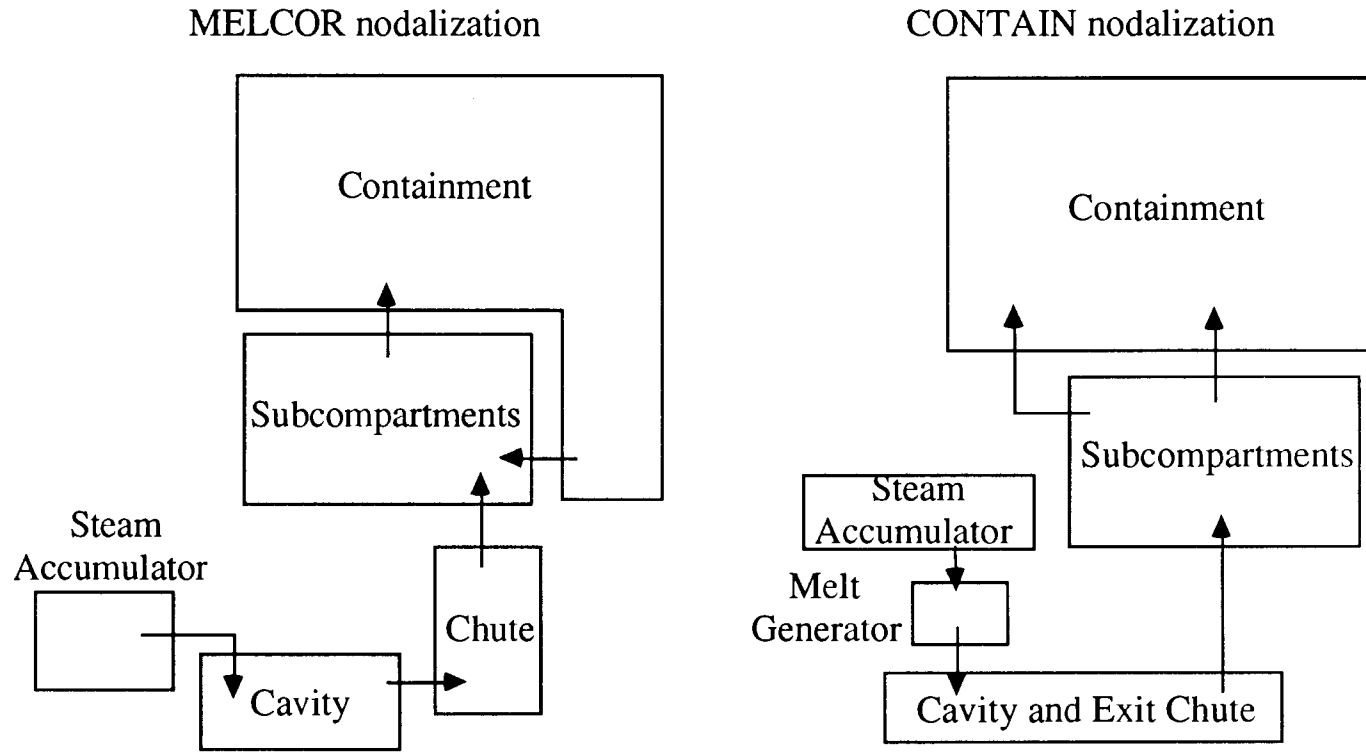 MELCOR nodalization
Containment
Subcompartments
Steam
Accumulator
Chute
Cavity
CONTAIN nodalization
Containment
Subcompartments
Steam
Accumulator
Melt
Generator
Cavity and Exit Chute